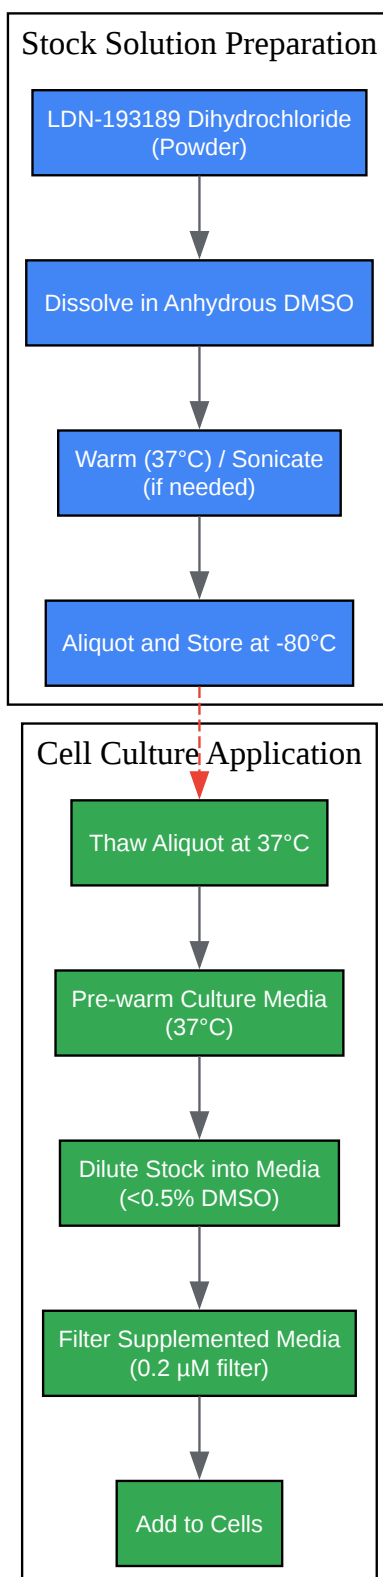 Stock Solution Preparation
LDN-193189 Dihydrochloride
(Powder)
Dissolve in Anhydrous DMSO
Warm (37°C) / Sonicate
(if needed)
Aliquot and Store at -80°C
Cell Culture Application
Thaw Aliquot at 37°C
Pre-warm Culture Media
(37°C)
Dilute Stock into Media
(<0.5% DMSO)
Filter Supplemented Media
(0.2 µM filter)
Add to Cells